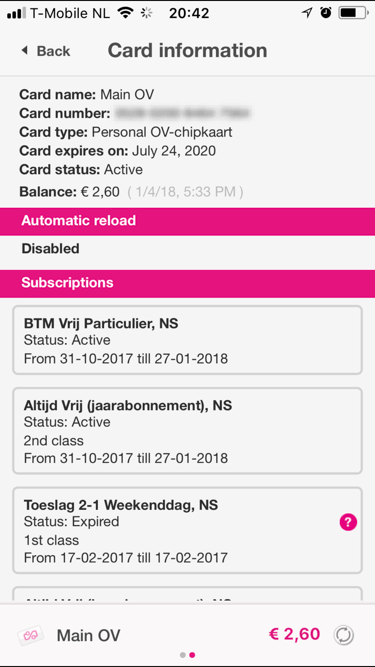 T-Mobile NL 20:42
Back Card information
Card name: Main OV
Card number:
Card type: Personal OV-chipkaart
Card expires on: July 24, 2020
Card status: Active
Balance: € 2,60 ( 1/4/18, 5:33 PM )
Automatic reload
Disabled
Subscriptions
BTM Vrij Particulier, NS
Status: Active
From 31-10-2017 till 27-01-2018
Altijd Vrij (jaarabonnement), NS
Status: Active
2nd class
From 31-10-2017 till 27-01-2018
Toeslag 2-1 Weekenddag, NS
Status: Expired
?
1st class
From 17-02-2017 till 17-02-2017
Main OV € 2,60